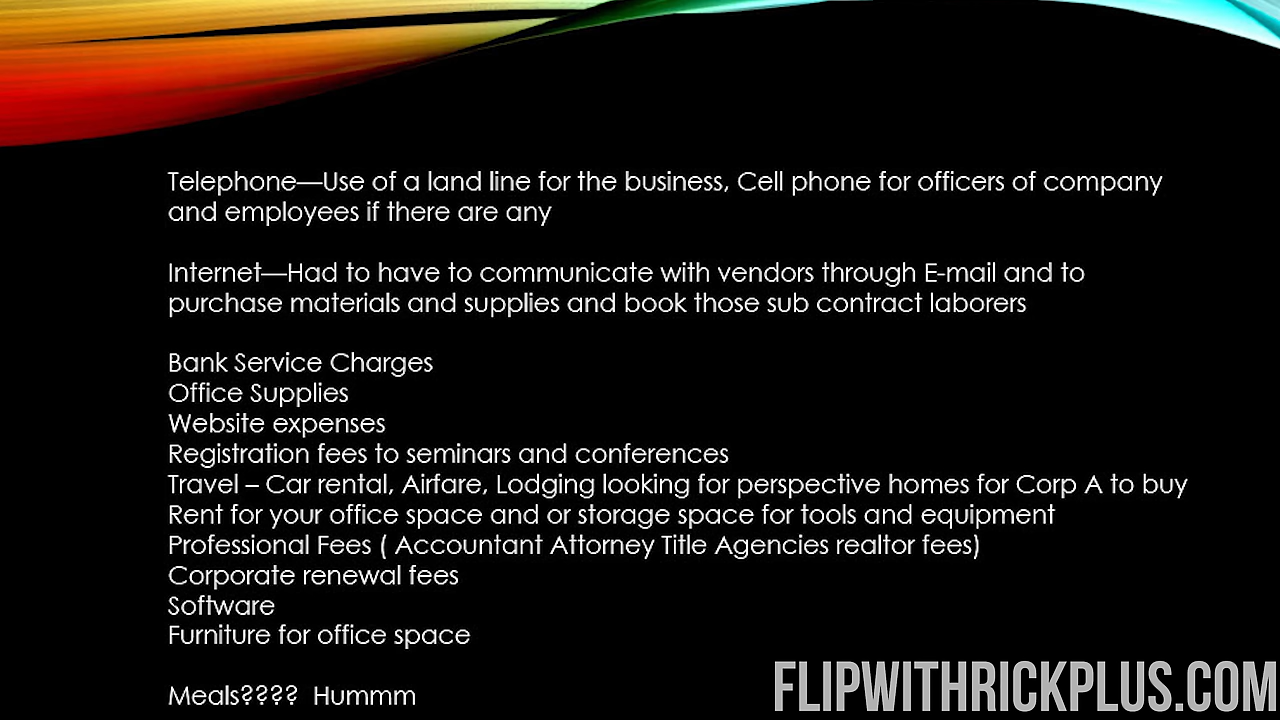 Telephone—Use of a land line for the business, Cell phone for officers of company
and employees if there are any
Internet—Had to have to communicate with vendors through E-mail and to
purchase materials and supplies and book those sub contract laborers
Bank Service Charges
Office Supplies
Website expenses
Registration fees to seminars and conferences
Travel – Car rental, Airfare, Lodging looking for perspective homes for Corp A to buy
Rent for your office space and or storage space for tools and equipment
Professional Fees ( Accountant Attorney Title Agencies realtor fees)
Corporate renewal fees
Software
Furniture for office space
Meals???? Hummm
FLIPWITHRICKPLUS.COM